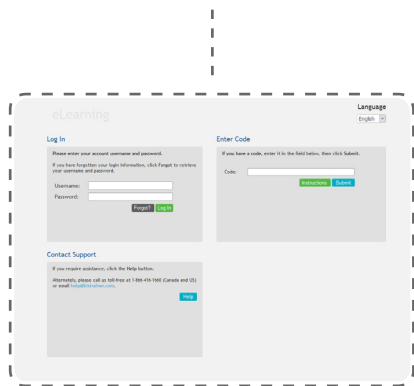 Language
English
eLearning
Log In
Please enter your account username and password.
If you have forgotten your login information, click Forgot to retrieve
your username and password.
Username:
Password:
Forgot? Log In
Enter Code
If you have a code, enter it in the field below, then click Submit.
Code:
Instructions Submit
Contact Support
If you require assistance, click the Help button.
Alternately, please call us toll-free at 1-866-416-1660 (Canada and US)
or email
Help